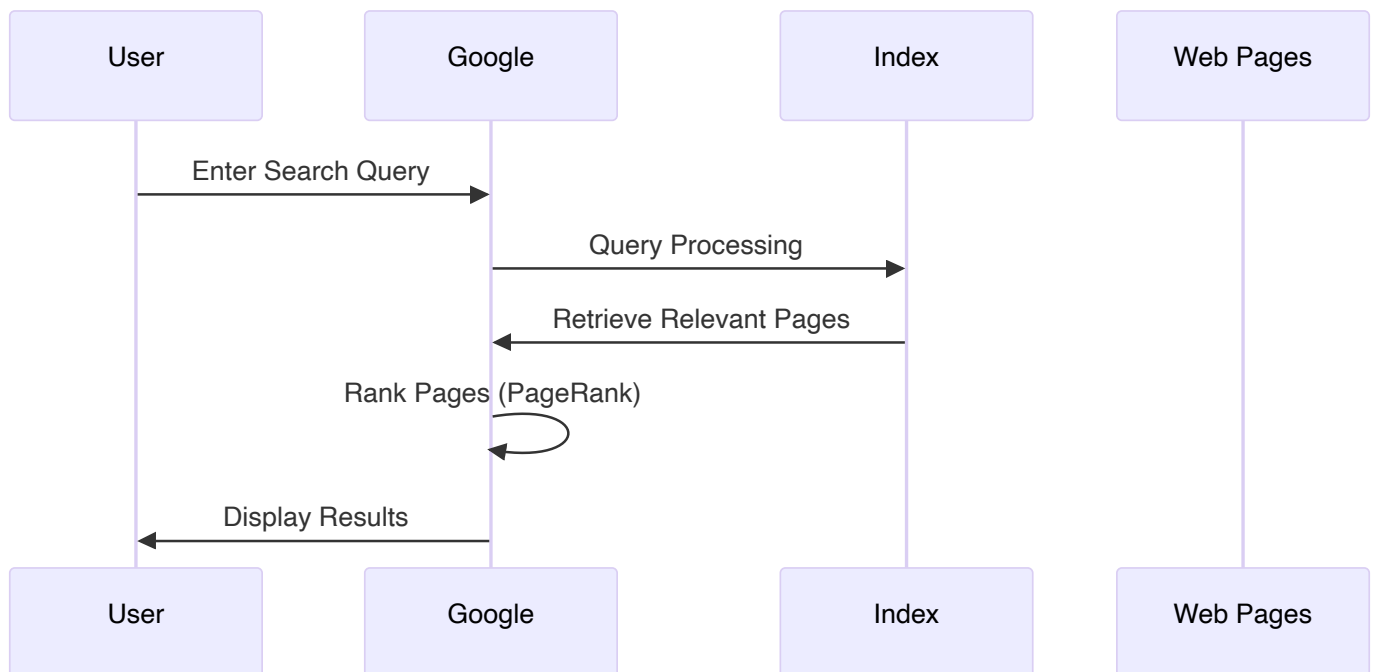 User
Google
Index
Web Pages
Enter Search Query
Query Processing
Retrieve Relevant Pages
Rank Pages (PageRank)
Display Results
User
Google
Index
Web Pages